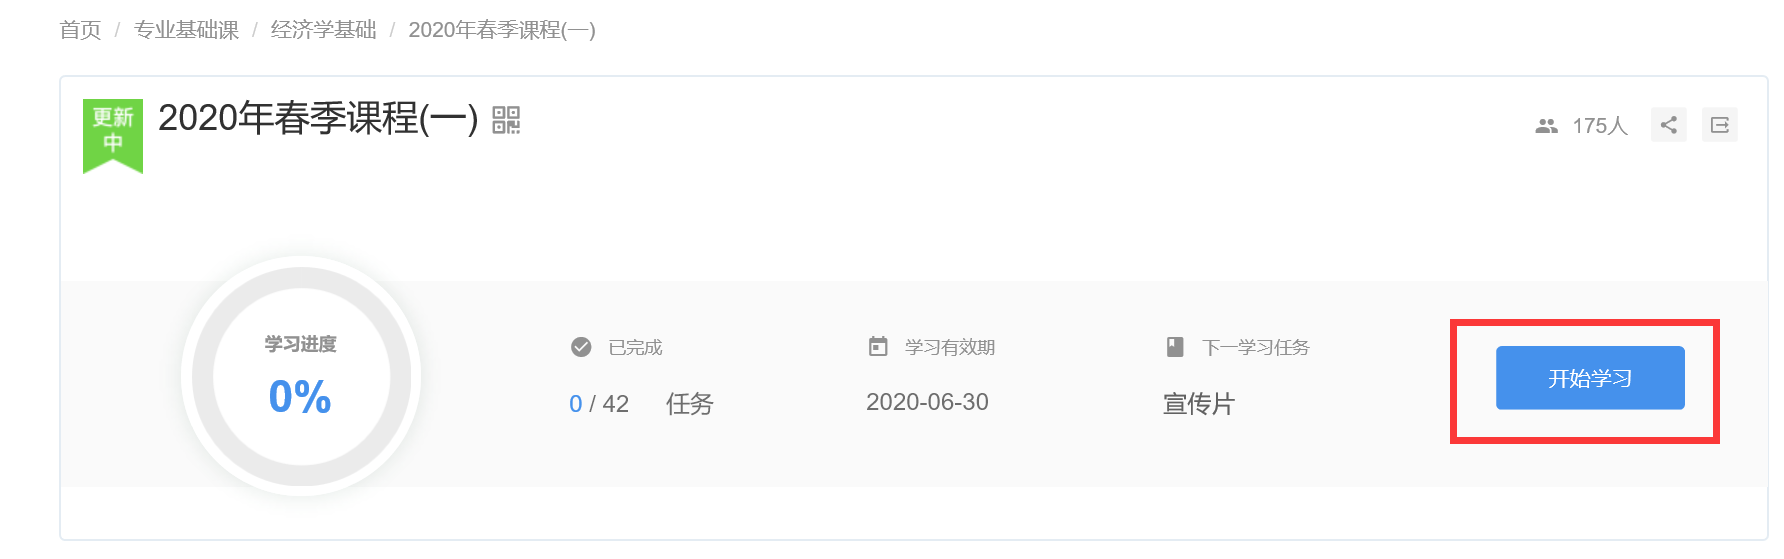 首页 / 专业基础课 / 经济学基础 / 2020年春季课程(一)
更新
中
2020年春季课程(一)
175人
学习进度
0%
已完成
0 / 42 任务
学习有效期
2020-06-30
下一学习任务
宣传片
开始学习